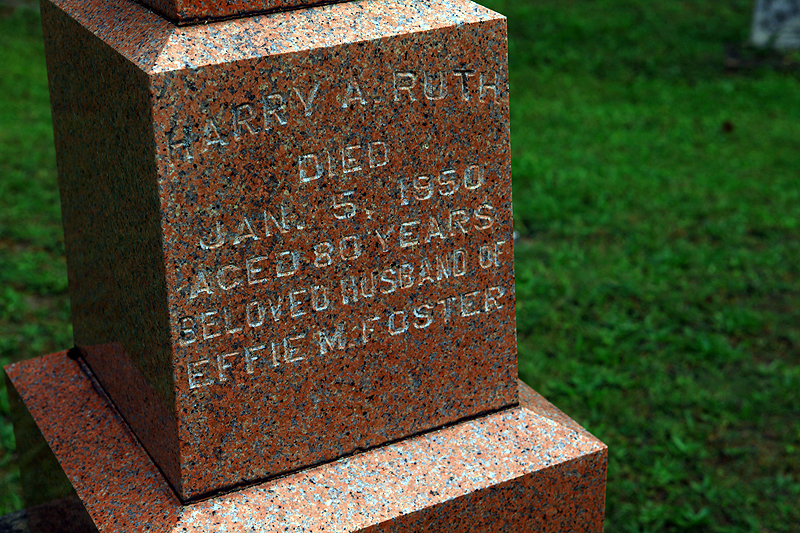 HARRY A. RUTH
DIED
JAN. 5, 1950
AGED 80 YEARS
BELOVED HUSBAND OF
EFFIE M. FOSTER